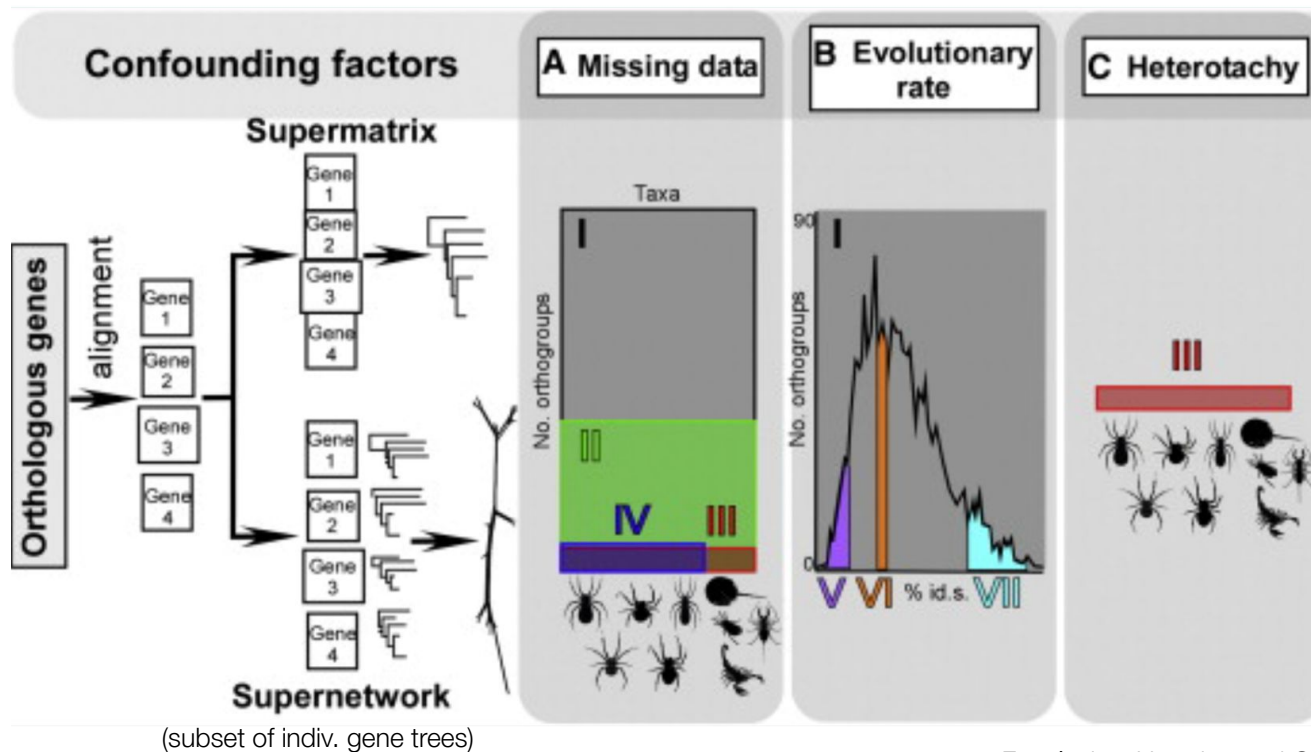 Confounding factors
A Missing data
B Evolutionary
rate
C Heterotachy
Orthologous genes
alignment
Gene
1
Gene
2
Gene
3
Gene
4
Supermatrix
Gene
1
Gene
2
Gene
3
Gene
4
Gene
1
Gene
2
Gene
3
Gene
4
Supernetwork
(subset of indiv. gene trees)
Taxa
No. orthogroups
I
II
IV
III
90
I
No. orthogroups
0
V
VI
% id.s.
VII
III